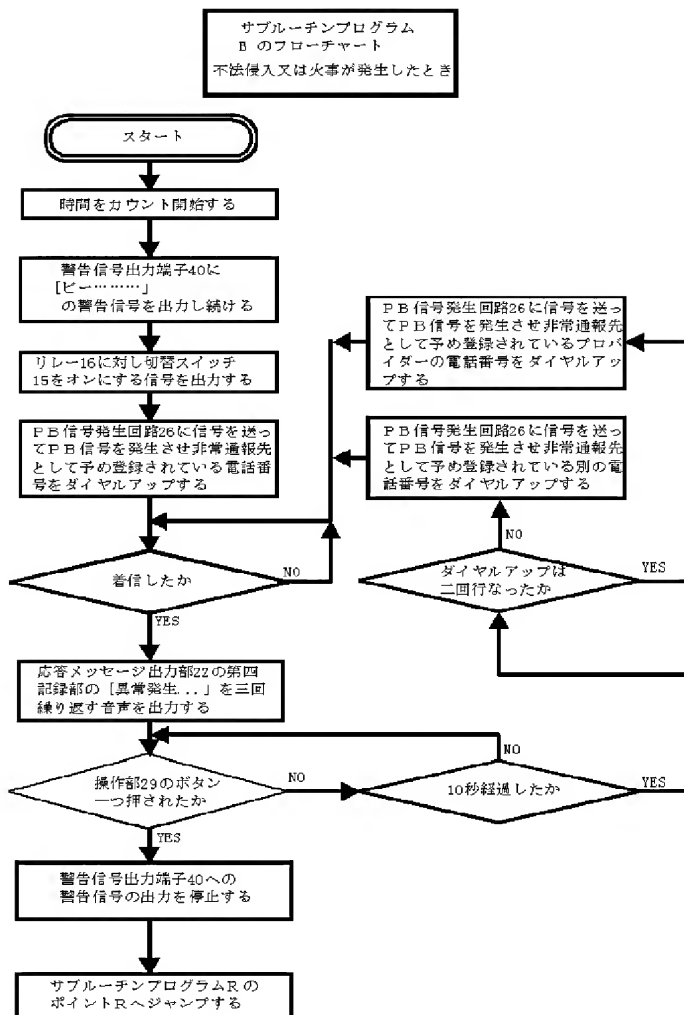 サブルーチンプログラム
B のフローチャート
不法侵入又は火事が発生したとき
スタート
時間をカウント開始する
警告信号出力端子40に
[ピー………」
の警告信号を出力し続ける
リレー16に対し切替スイッチ
15をオンにする信号を出力する
PB信号発生回路26に信号を送っ
てPB信号を発生させ非常通報先
として予め登録されている電話番
号をダイヤルアップする
PB信号発生回路26に信号を送っ
てPB信号を発生させ非常通報先
として予め登録されているプロバ
イダーの電話番号をダイヤルアッ
プする
PB信号発生回路26に信号を送っ
てPB信号を発生させ非常通報先
として予め登録されている別の電
話番号をダイヤルアップする
着信したか
NO
YES
ダイヤルアップは
二回行なったか
NO
YES
応答メッセージ出力部22の第四
記録部の［異常発生...」を三回
繰り返す音声を出力する
操作部29のボタン
一つ押されたか
NO
YES
10秒経過したか
NO
YES
警告信号出力端子40への
警告信号の出力を停止する
サブルーチンプログラムRの
ポイントRへジャンプする